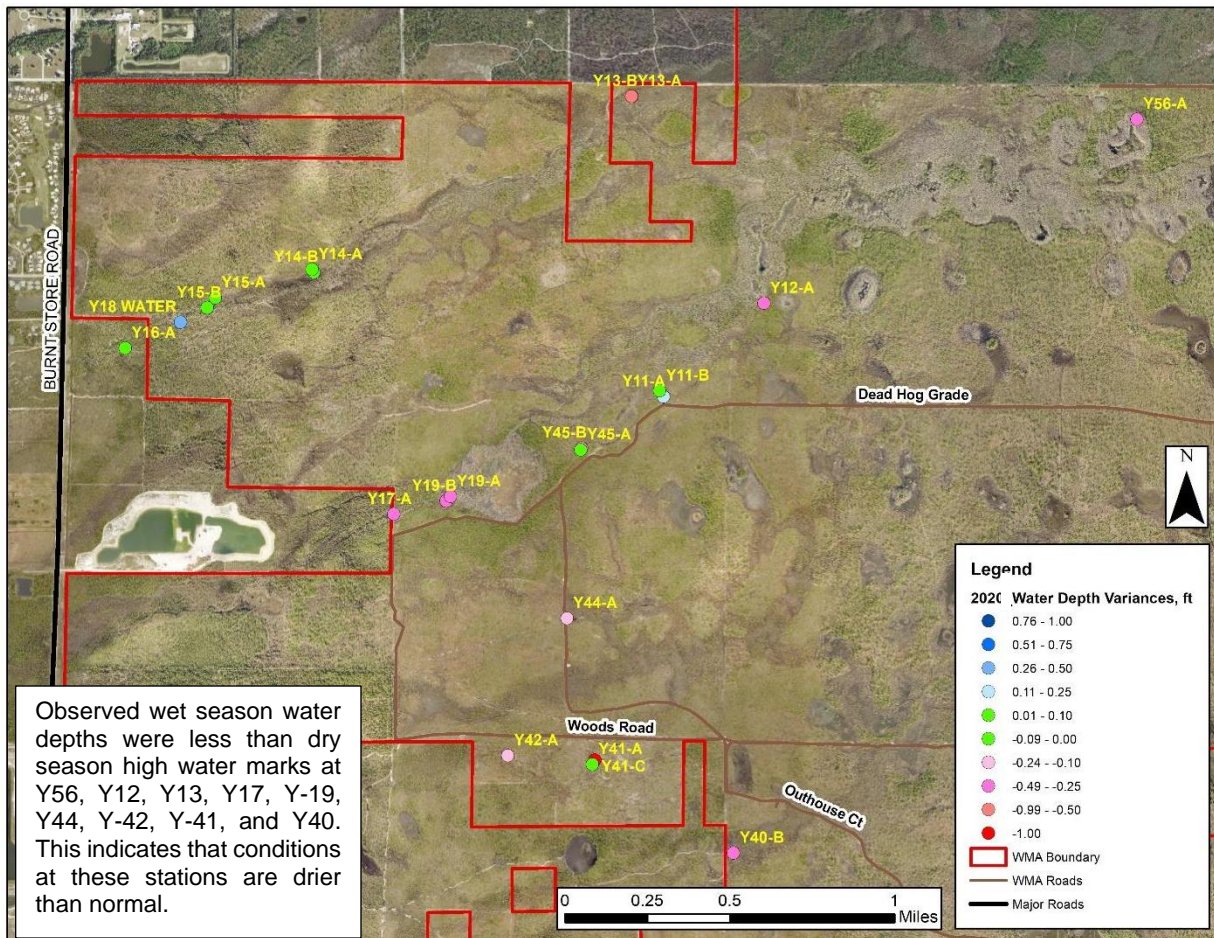 Y13-BY13-A
Y56-A
Y14-B
Y14-A
Y15-A
Y15-B
Y18 WATER
Y16-A
Y12-A
Y11-A
Y11-B
Dead Hog Grade
Y45-B
Y45-A
Y19-B
Y19-A
Y17-A
BURNT STORE ROAD
N
Y44-A
Woods Road
Y42-A
Y41-A
Y41-C
Outhouse Ct
Y40-B
Observed wet season water
depths were less than dry
season high water marks at
Y56, Y12, Y13, Y17, Y-19,
Y44, Y-42, Y-41, and Y40.
This indicates that conditions
at these stations are drier
than normal.
0 0.25 0.5 1
Miles
Legend
2020 Water Depth Variances, ft
0.76 - 1.00
0.51 - 0.75
0.26 - 0.50
0.11 - 0.25
0.01 - 0.10
-0.09 - 0.00
-0.24 - -0.10
-0.49 - -0.25
-0.99 - -0.50
-1.00
WMA Boundary
WMA Roads
Major Roads